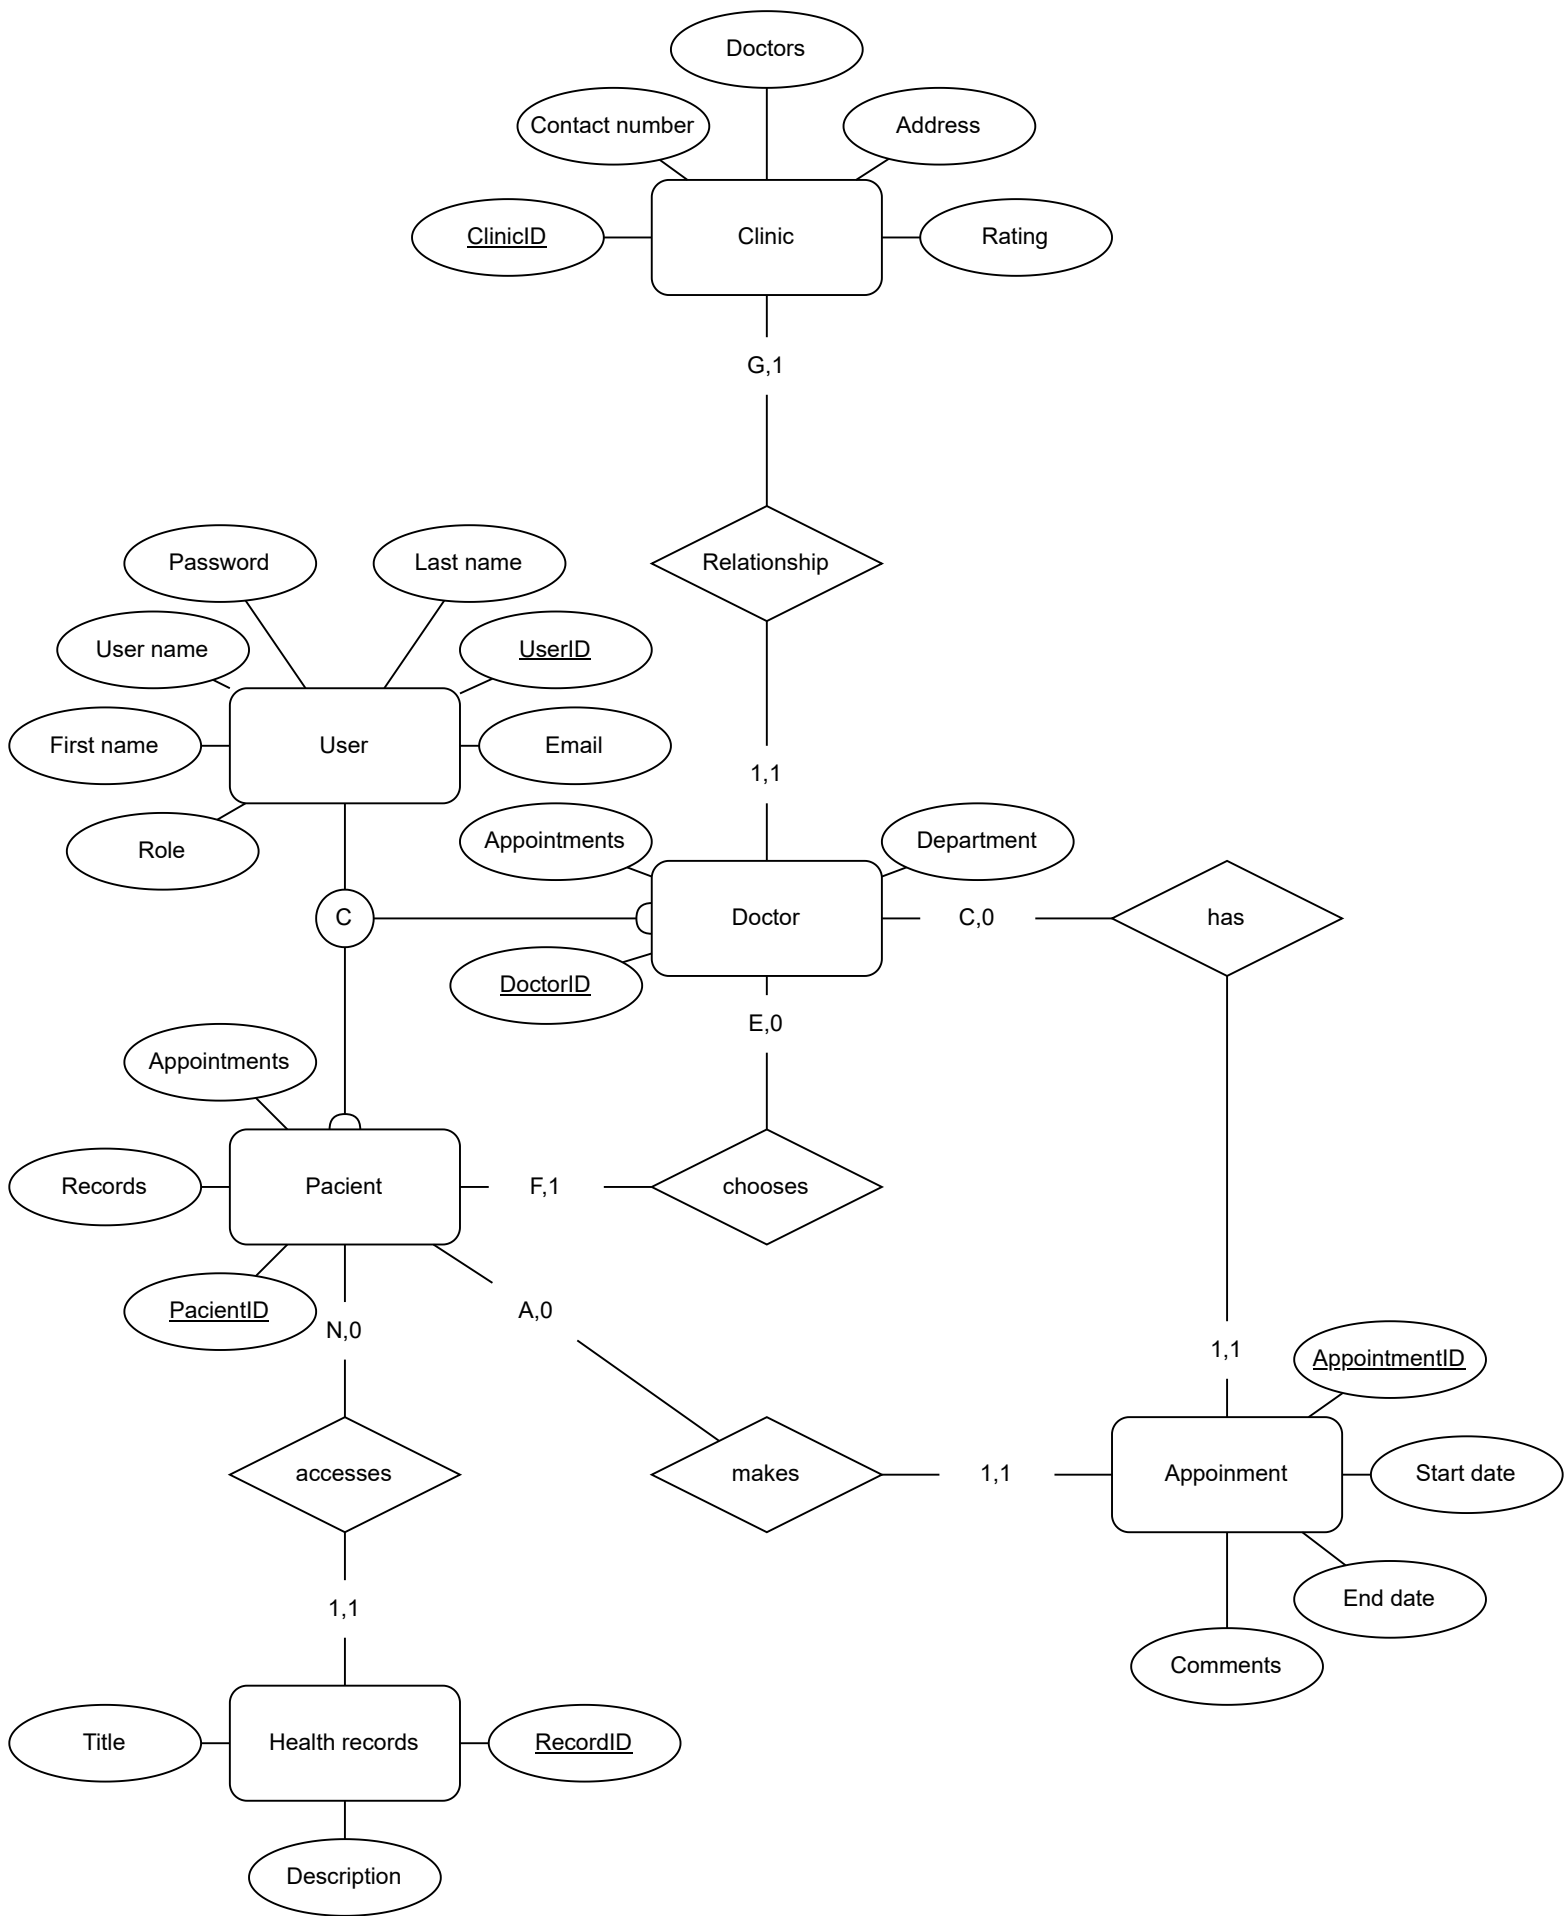 Doctors
Contact number
Address
ClinicID
Clinic
Rating
G,1
Relationship
Password
Last name
User name
UserID
First name
User
Email
1,1
Role
Appointments
Department
C
Doctor
C,0
has
DoctorID
E,0
Appointments
Records
Pacient
F,1
chooses
PacientID
N,0
A,0
1,1
AppointmentID
accesses
makes
1,1
Appoinment
Start date
End date
1,1
Comments
Title
Health records
RecordID
Description